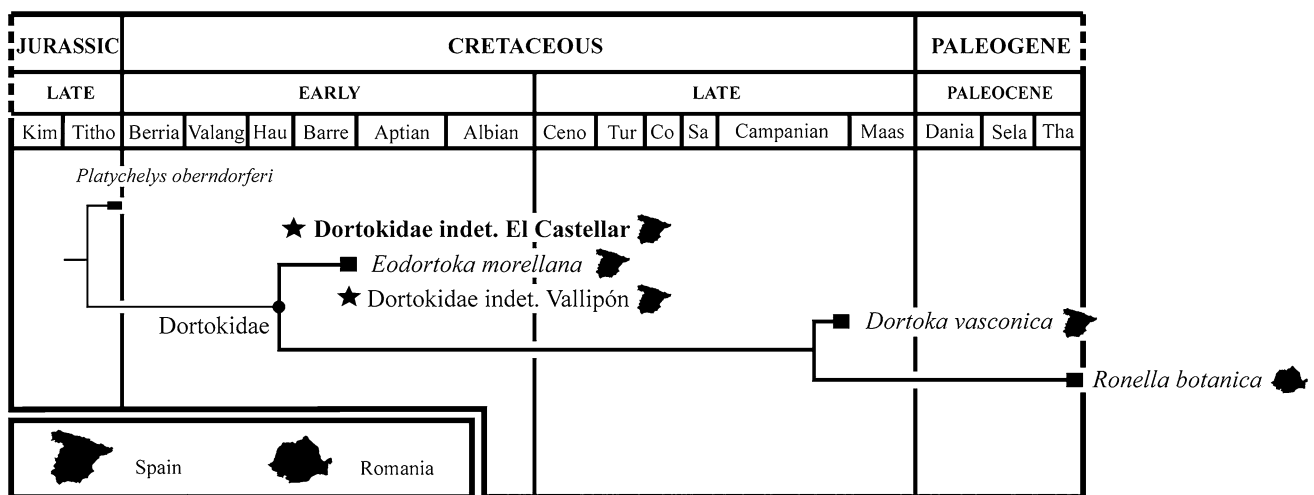 JURASSIC CRETACEOUS PALEOGENE
LATE EARLY LATE PALEOCENE
Kim Titho Berria Valang Hau Barre Aptian Albian Ceno Tur Co Sa Campanian Maas Dania Sela Tha
Platychelys oberndorferi
Dortokidae indet. El Castellar
Eodortoka morellana
Dortokidae indet. Vallipón
Dortokidae
Dortoka vasconica
Ronella botanica
Spain Romania